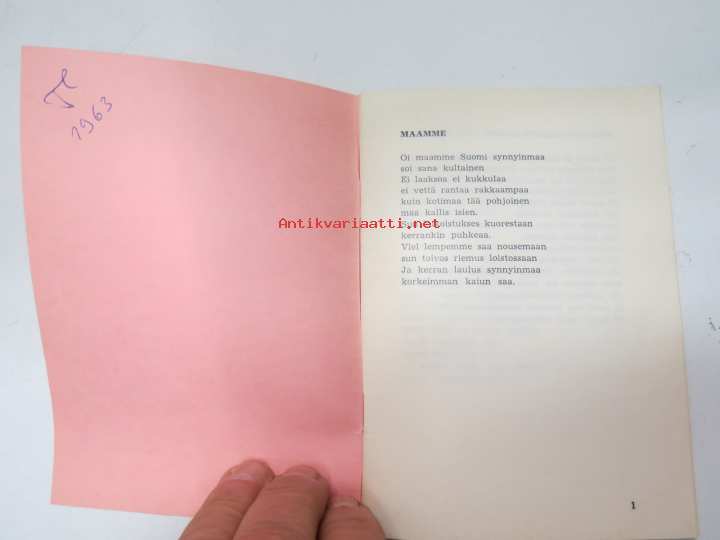 1963
MAAMME
Oi maamme Suomi synnyinmaa
soi sana kultainen
Ei laaksoa ei kukkulaa
ei vettä rantaa rakkaampaa
kuin kotimaa tää pohjoinen
maa kallis isien.
Antikvariaatti.net
loistukses kuorestaan
kerrankin puhkeaa.
Viel lempemme saa nousemaan
sun toivos riemus loistossaan
Ja kerran laulus synnyinmaa
korkeimman kaiun saa.
1